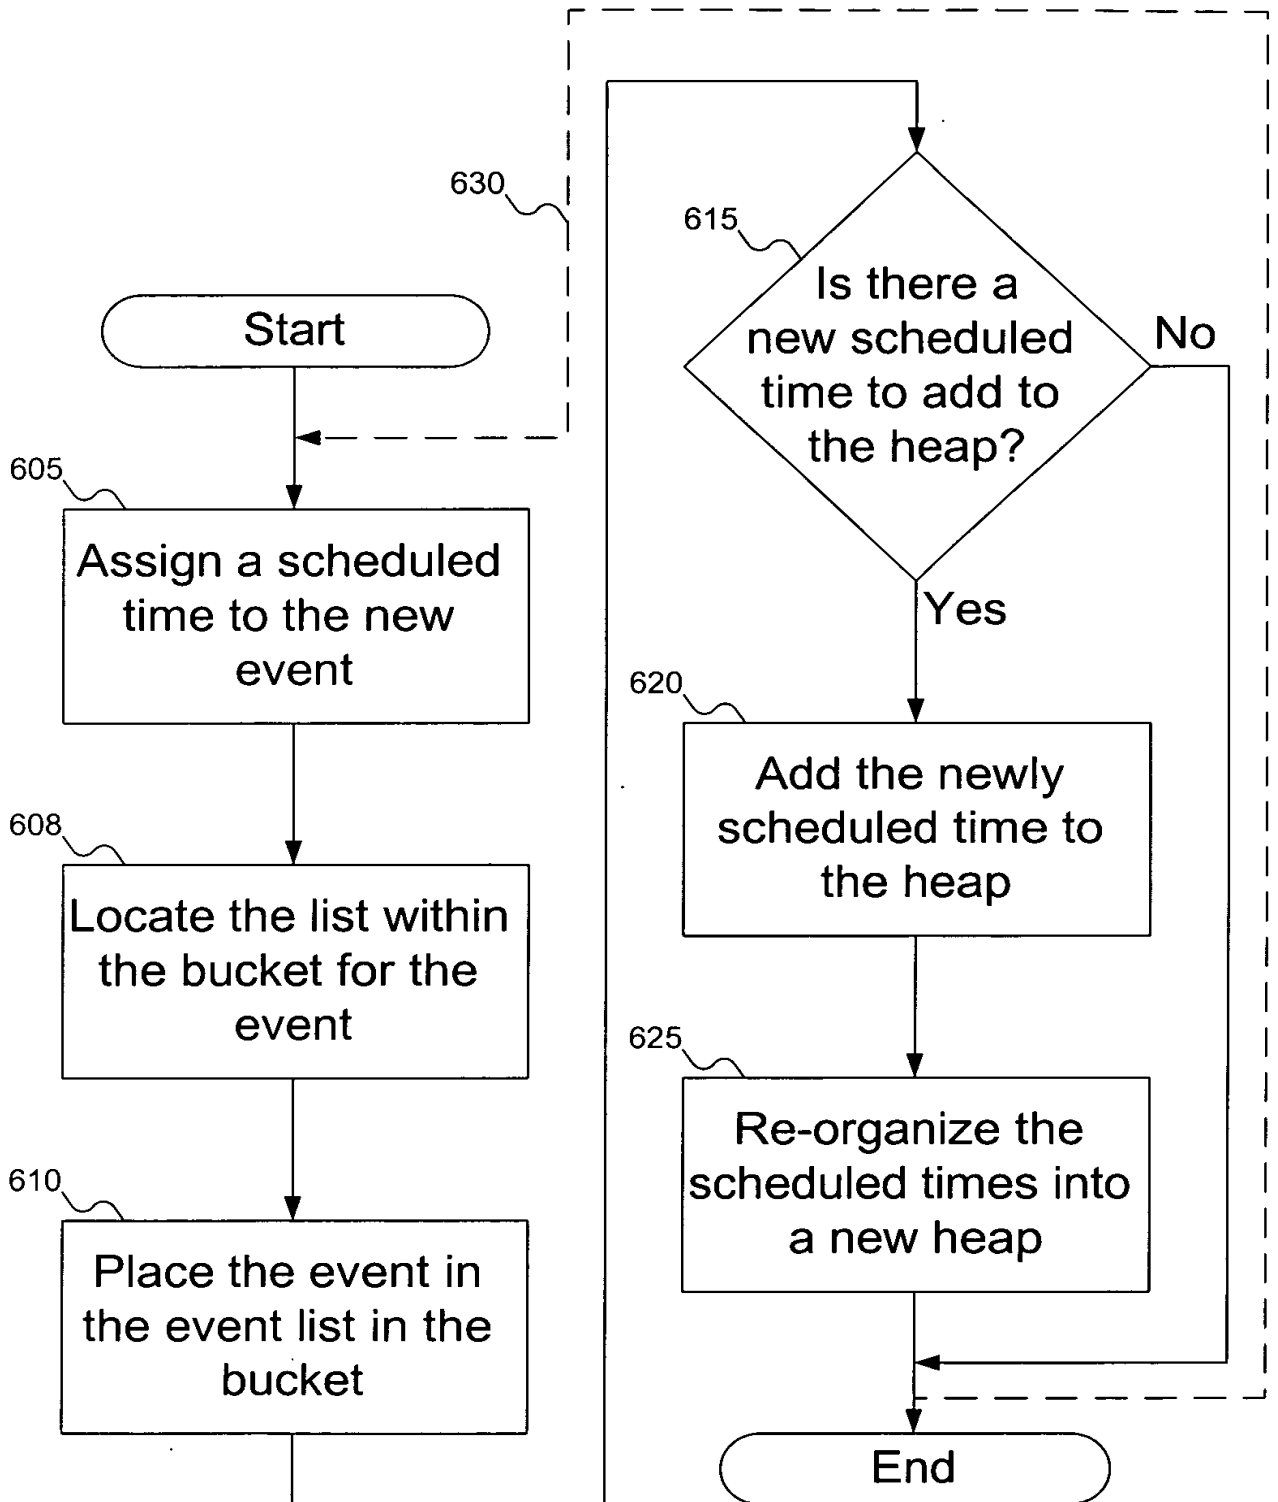 Start
605
Assign a scheduled
time to the new
event
608
Locate the list within
the bucket for the
event
610
Place the event in
the event list in the
bucket
630
615
Is there a
new scheduled
time to add to
the heap?
No
Yes
620
Add the newly
scheduled time to
the heap
625
Re-organize the
scheduled times into
a new heap
End